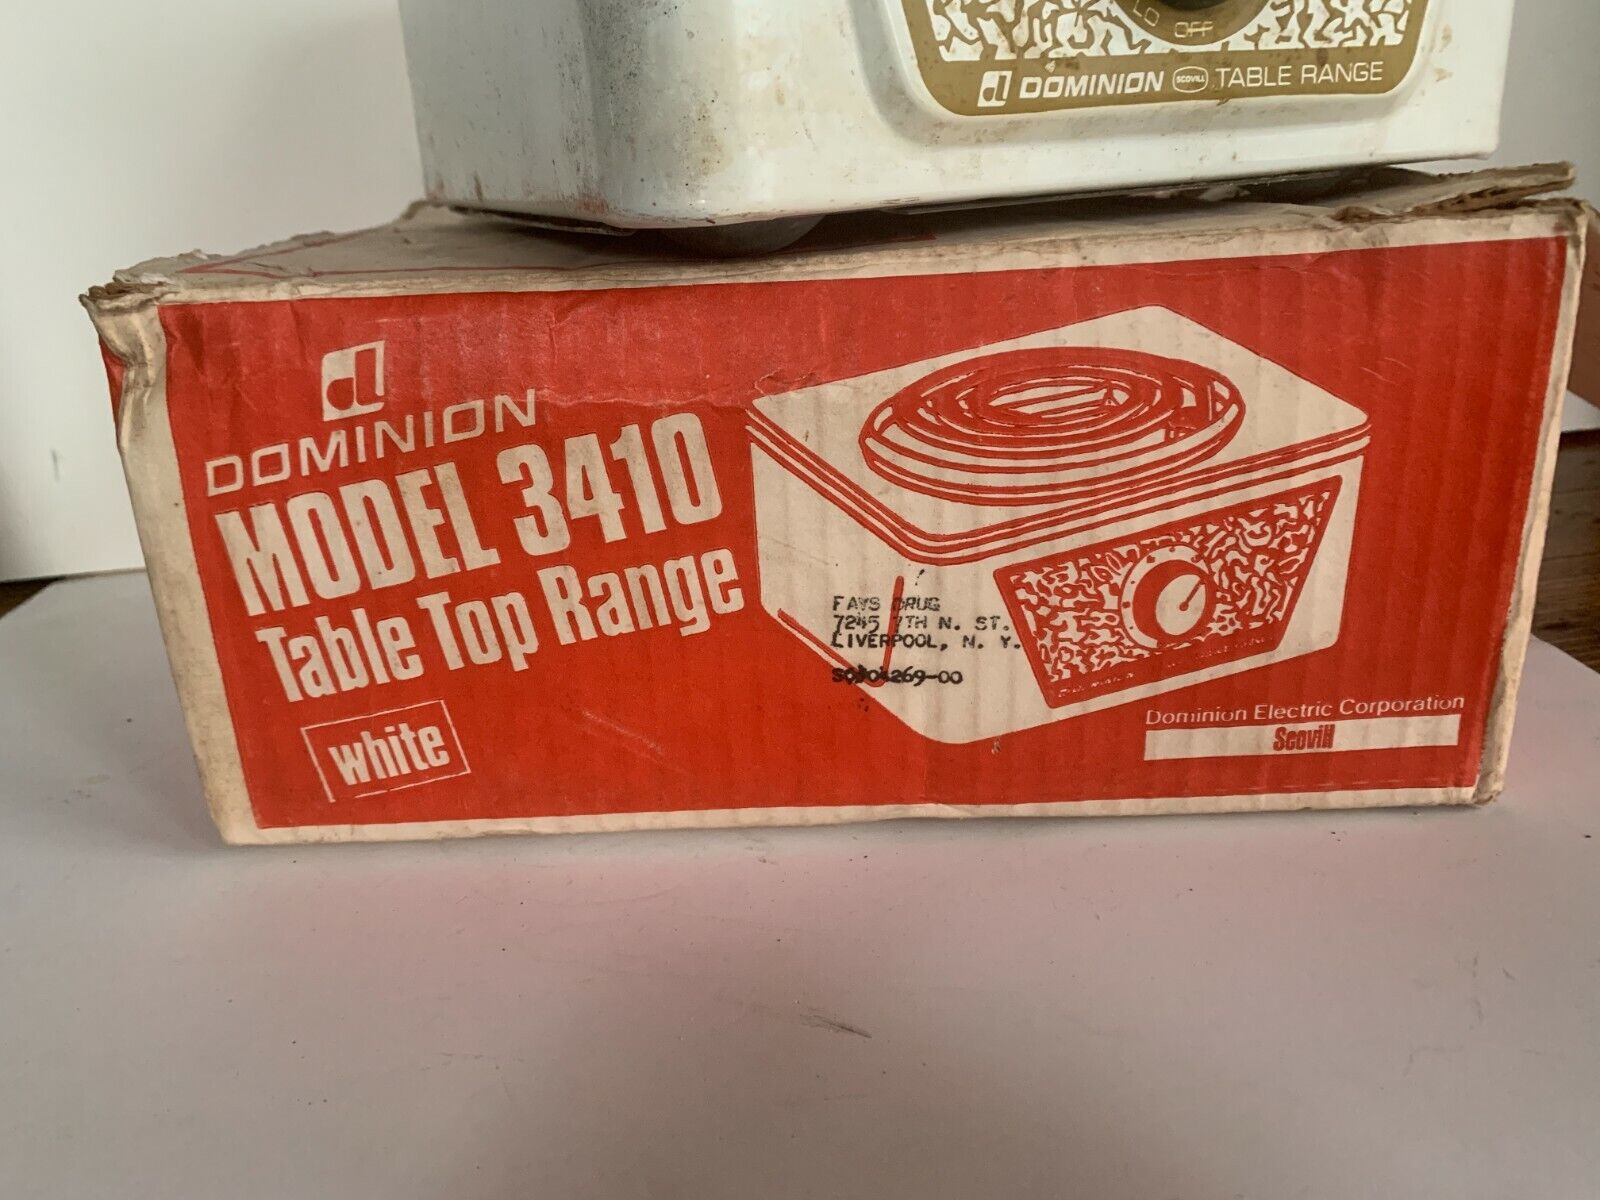 LO OFF
DOMINION SCOVILL TABLE RANGE
DOMINION
MODEL 3410
Table Top Range
white
FAYS DRUG
7245 7TH N. ST.
LIVERPOOL, N. Y.
Dominion Electric Corporation
Scovill